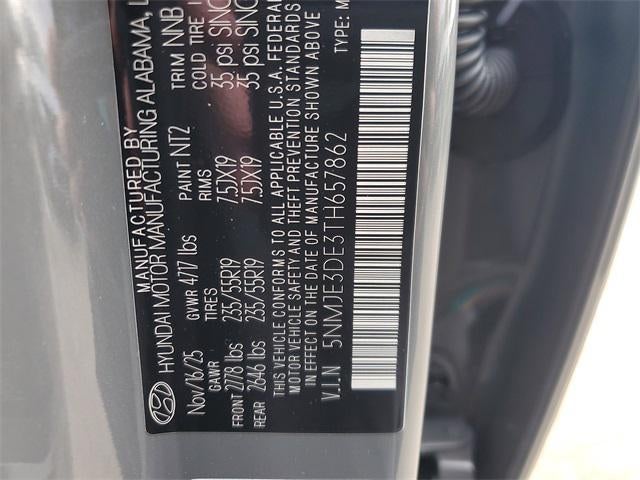 MANUFACTURED BY
HYUNDAI MOTOR MANUFACTURING ALABAMA,
Nov/16/25 GVWR 4717 lbs PAINT NT2 TRIM NNB
GAWR TIRES RIMS COLD TIRE
FRONT 2778 lbs 235/55R19 7.5JX19 35 psi SING
REAR 2646 lbs 235/55R19 7.5JX19 35 psi SING
THIS VEHICLE CONFORMS TO ALL APPLICABLE U.S.A. FEDERAL
MOTOR VEHICLE SAFETY AND THEFT PREVENTION STANDARDS
IN EFFECT ON THE DATE OF MANUFACTURE SHOWN ABOVE
V.I.N 5NMJE3DE3TH657862 TYPE: M